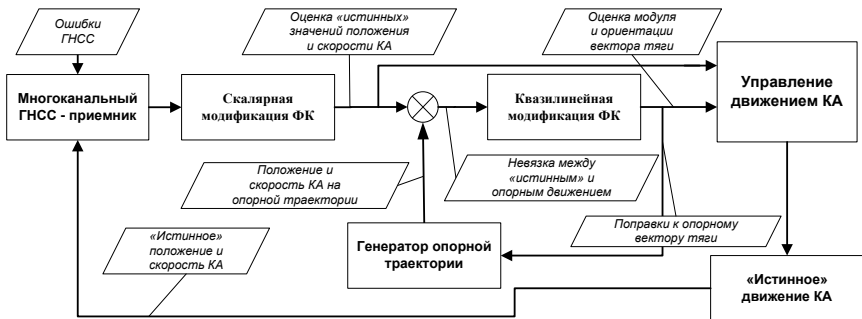 Ошибки
ГНСС
Оценка «истинных»
значений положения
и скорости КА
Оценка модуля
и ориентации
вектора тяги
Многоканальный
ГНСС - приемник
Скалярная
модификация ФК
Квазилинейная
модификация ФК
Управление
движением КА
Положение и
скорость КА на
опорной траектории
Невязка между
«истинным» и
опорным движением
«Истинное»
положение и
скорость КА
Генератор опорной
траектории
Поправки к опорному
вектору тяги
«Истинное»
движение КА